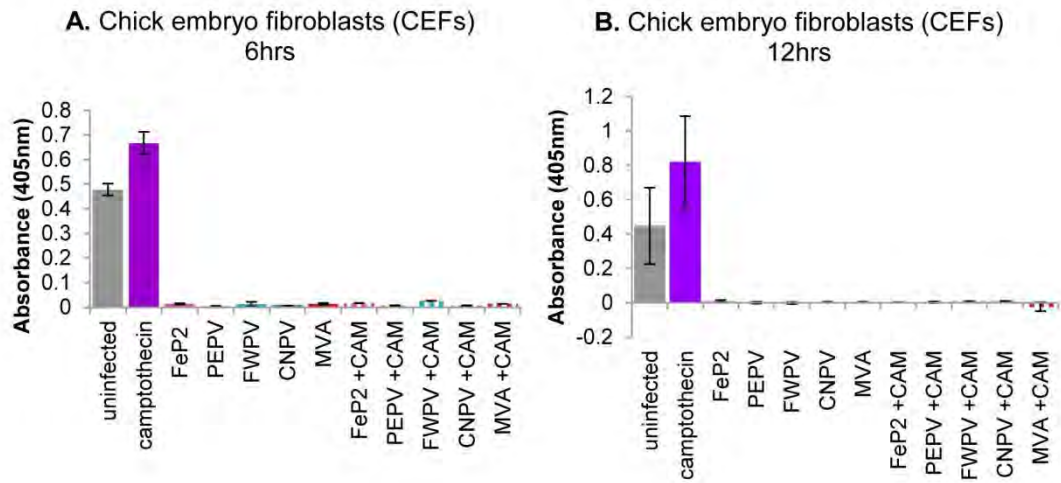 A. Chick embryo fibroblasts (CEFs)
6hrs
Absorbance (405nm)
0.8
0.7
0.6
0.5
0.4
0.3
0.2
0.1
0
uninfected
camptothecin
FeP2
PEPV
FWPV
CNPV
MVA
FeP2 +CAM
PEPV +CAM
FWPV +CAM
CNPV +CAM
MVA +CAM
B. Chick embryo fibroblasts (CEFs)
12hrs
Absorbance (405nm)
1.2
1
0.8
0.6
0.4
0.2
0
-0.2
uninfected
camptothecin
FeP2
PEPV
FWPV
CNPV
MVA
FeP2 +CAM
PEPV +CAM
FWPV +CAM
CNPV +CAM
MVA +CAM